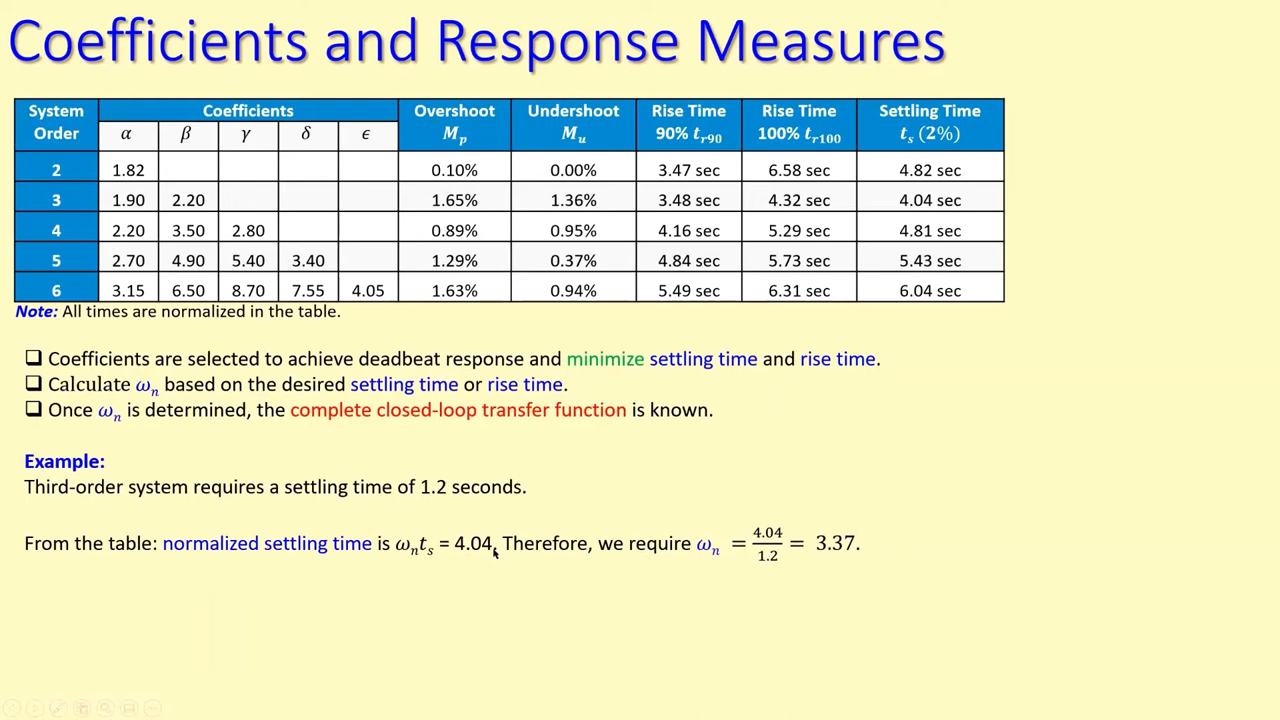 Coefficients and Response Measures
System Order Coefficients Overshoot Undershoot Rise Time Rise Time Settling Time
α β γ δ ϵ M_p M_u 90% t_r90 100% t_r100 t_s (2%)
2 1.82 0.10% 0.00% 3.47 sec 6.58 sec 4.82 sec
3 1.90 2.20 1.65% 1.36% 3.48 sec 4.32 sec 4.04 sec
4 2.20 3.50 2.80 0.89% 0.95% 4.16 sec 5.29 sec 4.81 sec
5 2.70 4.90 5.40 3.40 1.29% 0.37% 4.84 sec 5.73 sec 5.43 sec
6 3.15 6.50 8.70 7.55 4.05 1.63% 0.94% 5.49 sec 6.31 sec 6.04 sec
Note: All times are normalized in the table.
❑ Coefficients are selected to achieve deadbeat response and minimize settling time and rise time.
❑ Calculate ω_n based on the desired settling time or rise time.
❑ Once ω_n is determined, the complete closed-loop transfer function is known.
Example:
Third-order system requires a settling time of 1.2 seconds.
From the table: normalized settling time is ω_n t_s = 4.04, Therefore, we require ω_n = 4.04/1.2 = 3.37.